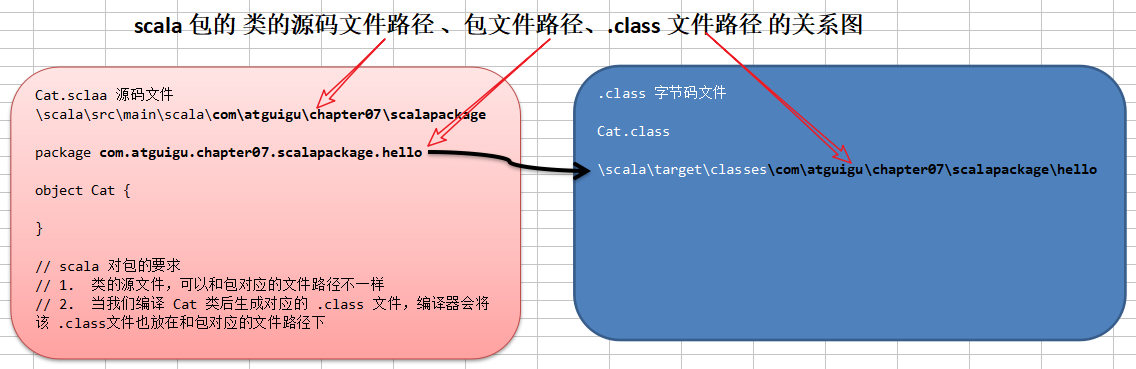 scala 包的 类的源码文件路径 、包文件路径、.class 文件路径 的关系图
Cat.sclaa 源码文件
\scala\src\main\scala\com\atguigu\chapter07\scalapackage
package com.atguigu.chapter07.scalapackage.hello
object Cat {
}
// scala 对包的要求
// 1. 类的源文件，可以和包对应的文件路径不一样
// 2. 当我们编译 Cat 类后生成对应的 .class 文件，编译器会将
该 .class文件也放在和包对应的文件路径下
.class 字节码文件
Cat.class
\scala\target\classes\com\atguigu\chapter07\scalapackage\hello